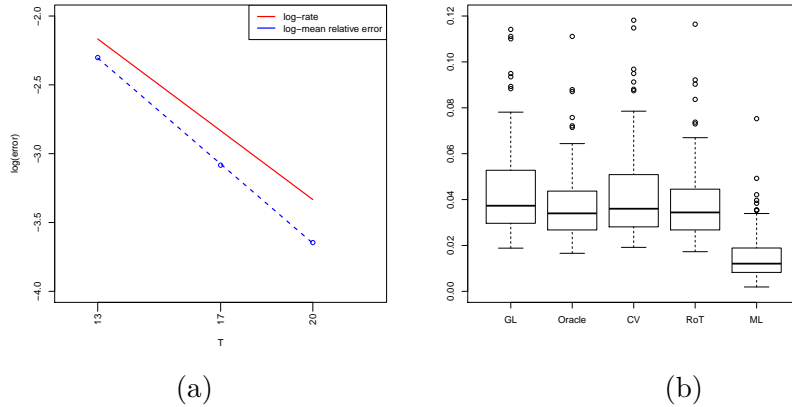 log−rate
log−mean relative error
−2.0
−2.5
−3.0
−3.5
−4.0
log(error)
13
17
20
T
(a)
0.12
0.10
0.08
0.06
0.04
0.02
0.00
GL
Oracle
CV
RoT
ML
(b)